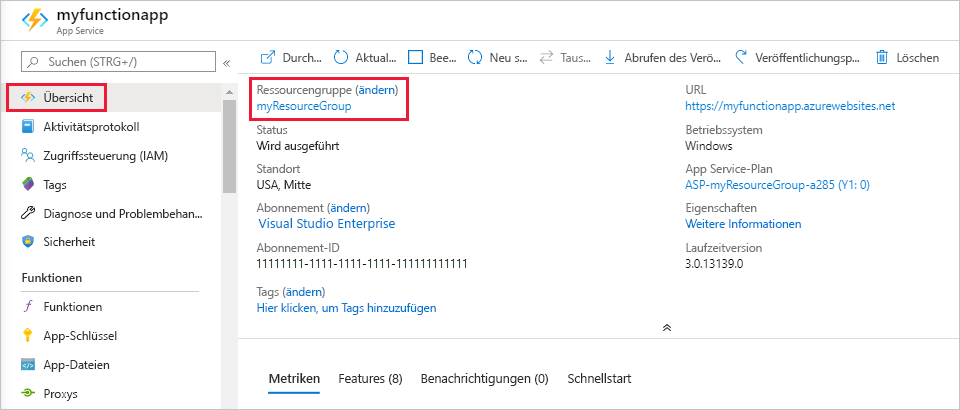 myfunctionapp
App Service
Suchen (STRG+/)
«
Übersicht
Aktivitätsprotokoll
Zugriffssteuerung (IAM)
Tags
Diagnose und Problembehan...
Sicherheit
Funktionen
Funktionen
App-Schlüssel
App-Dateien
Proxys
Durch... Aktual... Bee... Neu s... Tau... Abrufen des Verö... Veröffentlichungsp... Löschen
Ressourcengruppe (ändern)
myResourceGroup
Status
Wird ausgeführt
Standort
USA, Mitte
Abonnement (ändern)
Visual Studio Enterprise
Abonnement-ID
11111111-1111-1111-1111-111111111111
Tags (ändern)
Hier klicken, um Tags hinzuzufügen
URL
https://myfunctionapp.azurewebsites.net
Betriebssystem
Windows
App Service-Plan
ASP-myResourceGroup-a285 (Y1: 0)
Eigenschaften
Weitere Informationen
Laufzeitversion
3.0.13139.0
Metriken Features (8) Benachrichtigungen (0) Schnellstart